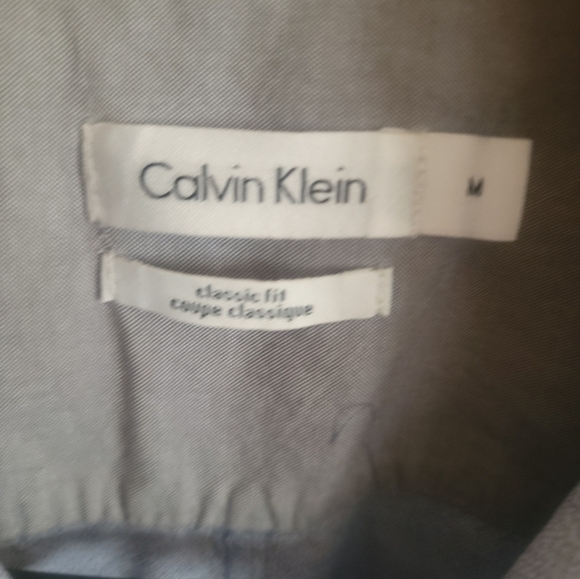 Calvin Klein M
classic fit
coupe classique